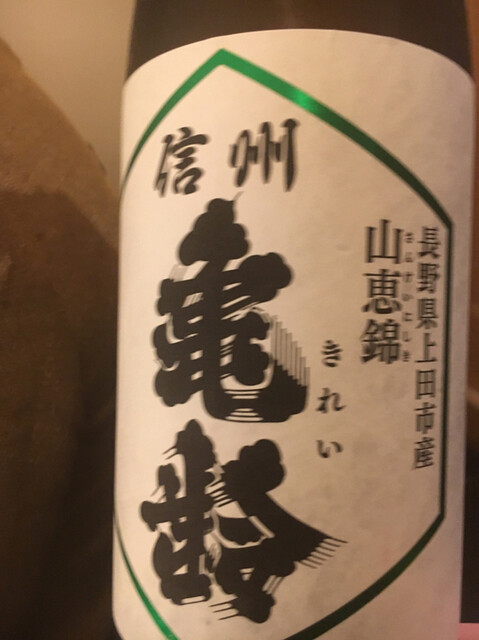 信州
亀齢
きれい
長野県上田市産
山恵錦
さんけいにしき